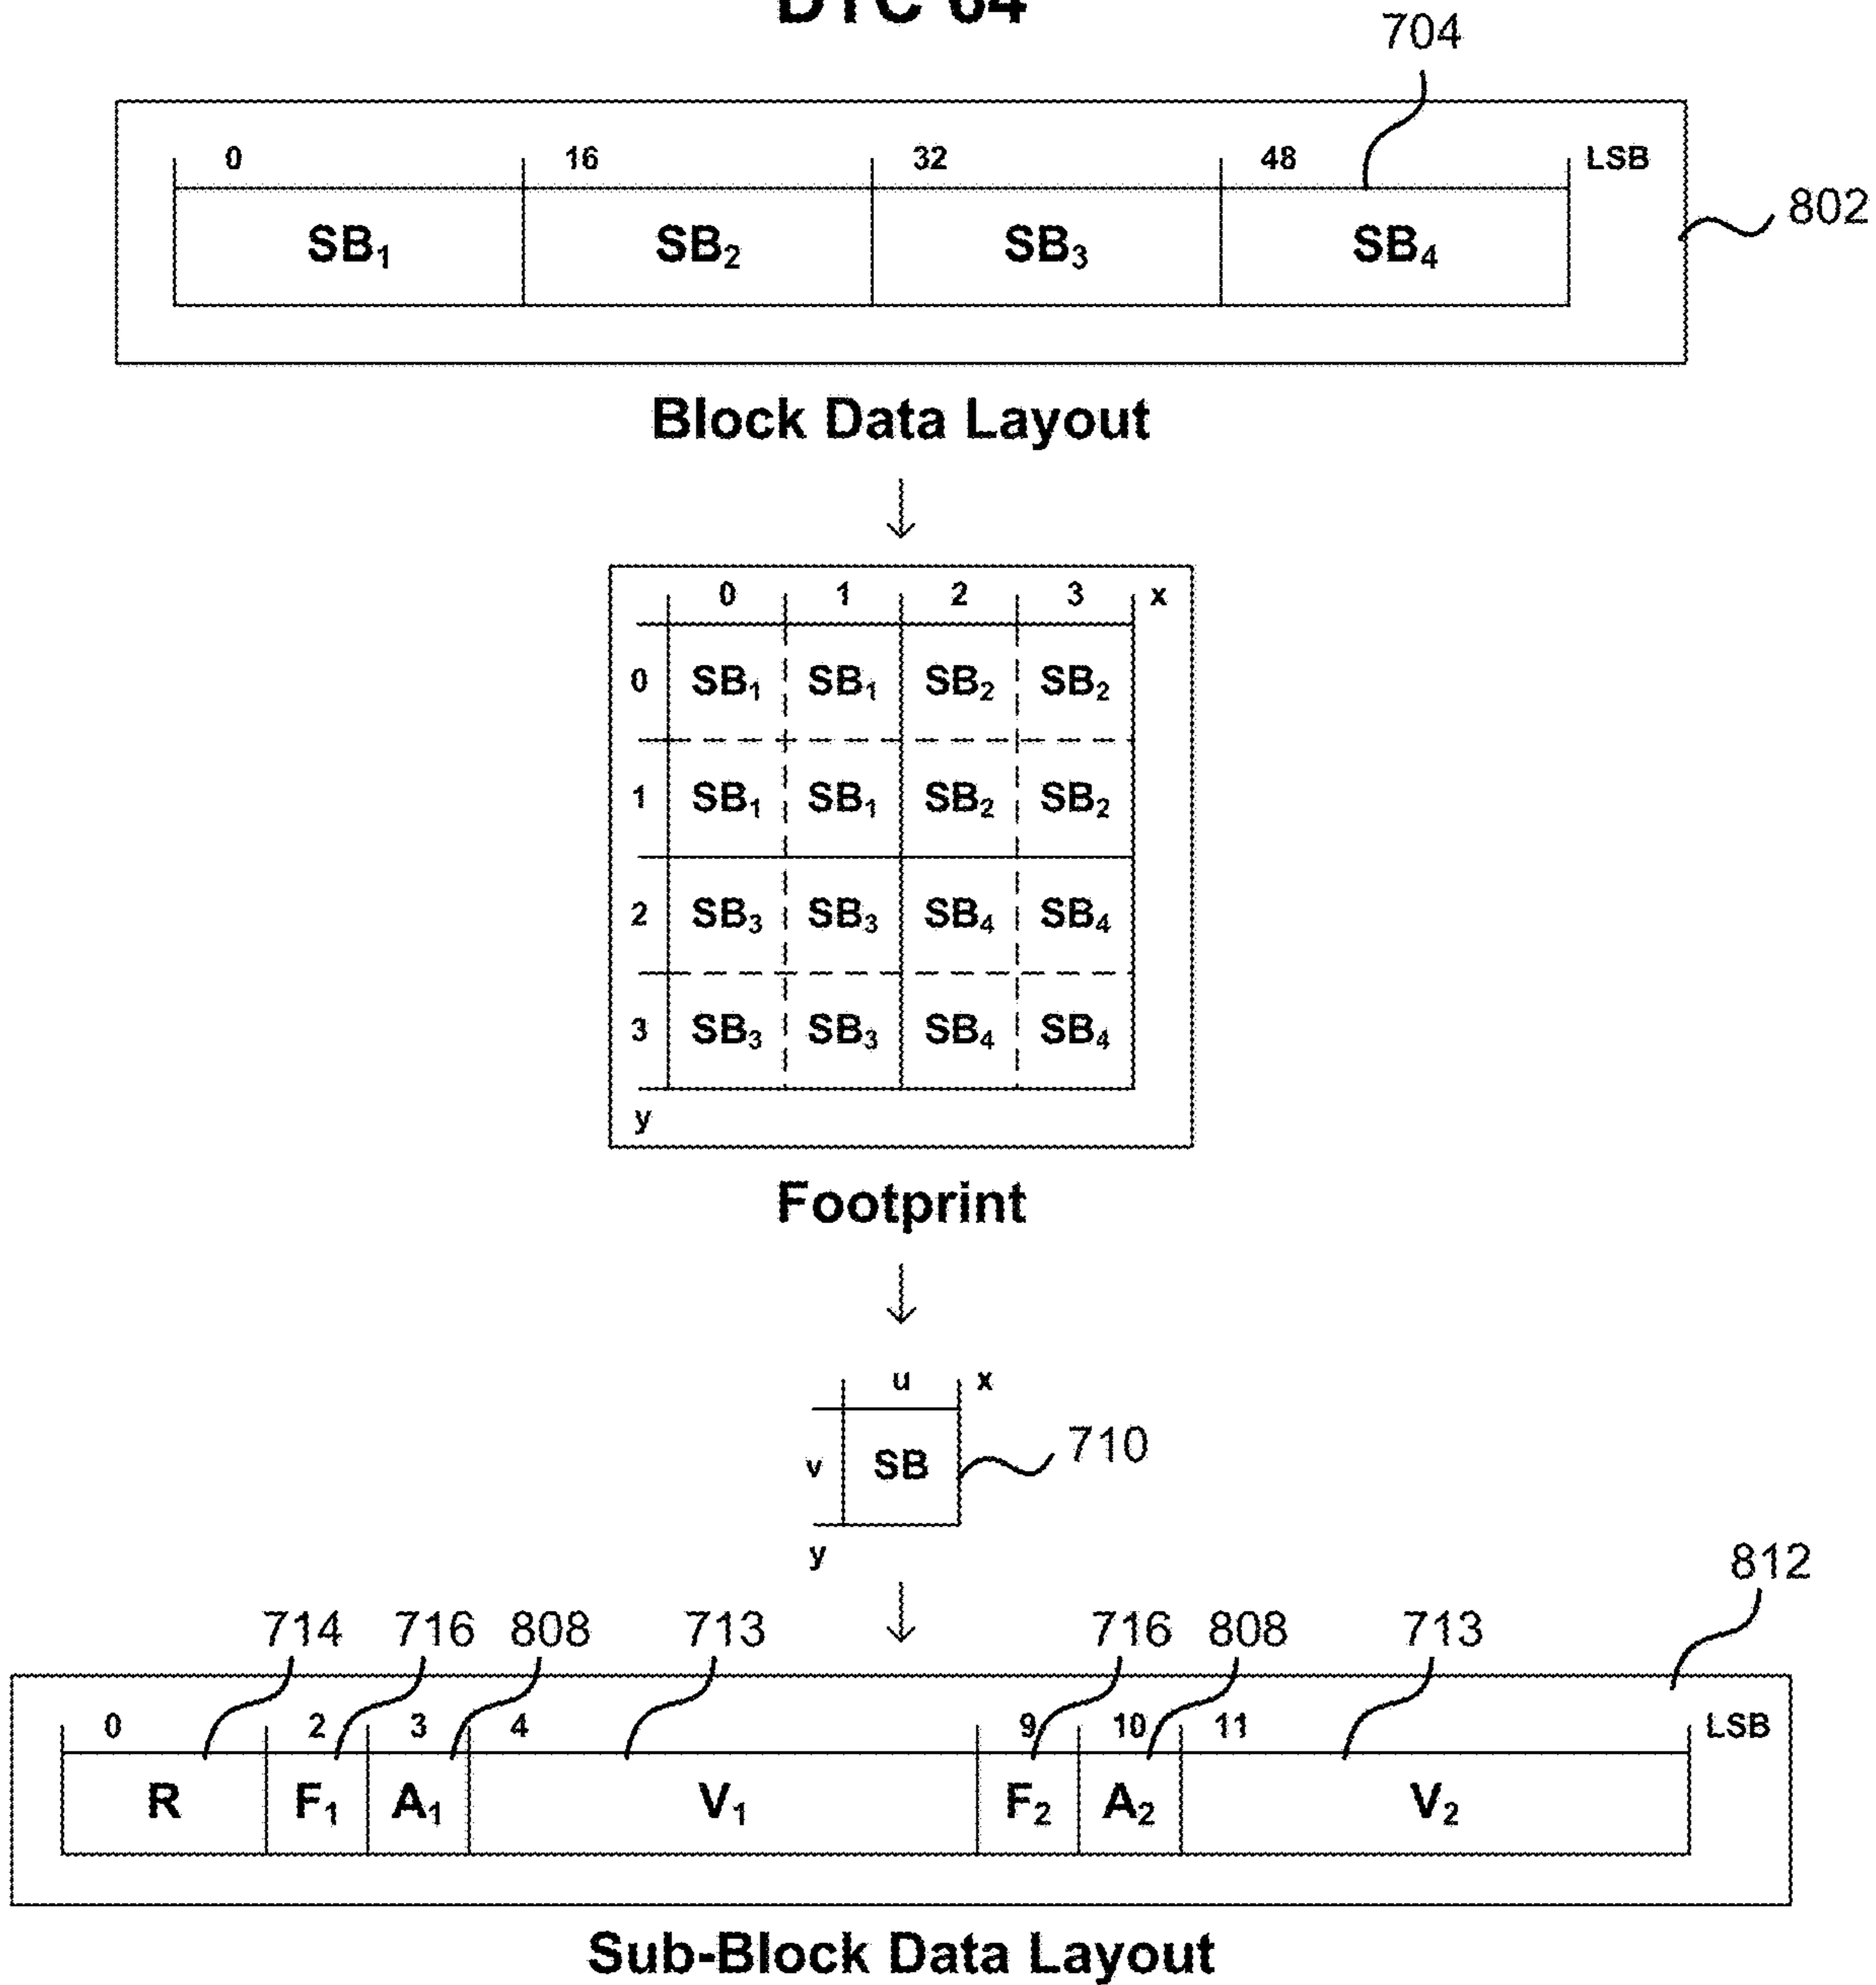 DTC 64
704
0 16 32 48 LSB
802
SB₁ SB₂ SB₃ SB₄
Block Data Layout
0 1 2 3 x
0 SB₁ SB₁ SB₂ SB₂
1 SB₁ SB₁ SB₂ SB₂
2 SB₃ SB₃ SB₄ SB₄
3 SB₃ SB₃ SB₄ SB₄
y
Footprint
u x
v SB 710
y
812
714 716 808 713 716 808 713
0 2 3 4 9 10 11 LSB
R F₁ A₁ V₁ F₂ A₂ V₂
Sub-Block Data Layout